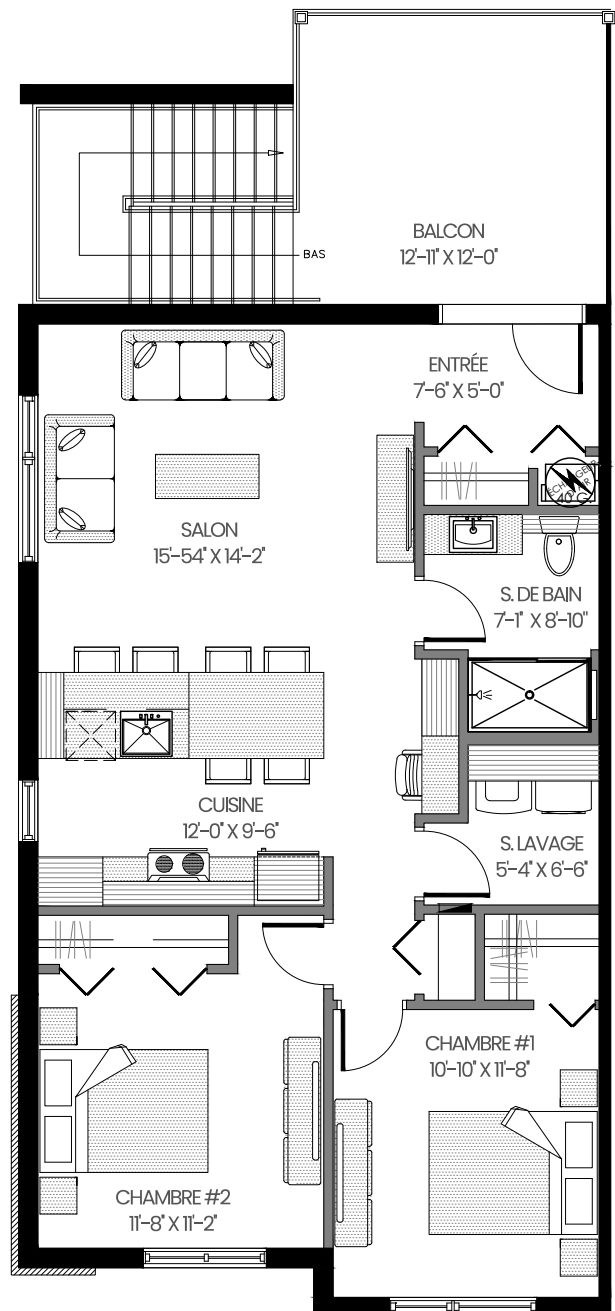 BALCON
12'-11" X 12'-0"
BAS
ENTRÉE
7'-6" X 5'-0"
SALON
15'-54" X 14'-2"
S. DE BAIN
7'-1" X 8'-10"
CUISINE
12'-0" X 9'-6"
S. LAVAGE
5'-4" X 6'-6"
CHAMBRE #1
10'-10" X 11'-8"
CHAMBRE #2
11'-8" X 11'-2"